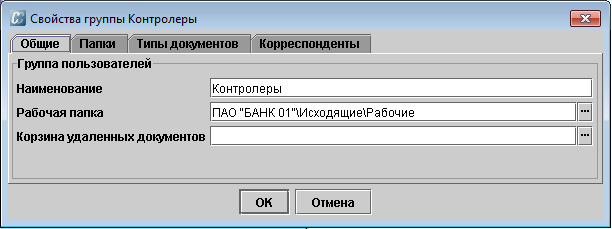 Свойства группы Контролеры
Общие Папки Типы документов Корреспонденты
Группа пользователей
Наименование Контролеры
Рабочая папка ПАО "БАНК 01"\Исходящие\Рабочие ...
Корзина удаленных документов ...
OK Отмена